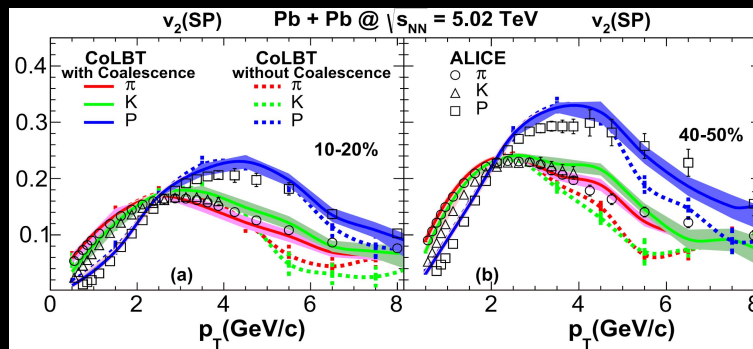 v2(SP) Pb + Pb @ √sNN = 5.02 TeV v2(SP)
CoLBT with Coalescence
π
K
P
CoLBT without Coalescence
π
K
P
10-20%
(a)
ALICE
π
K
P
40-50%
(b)
0.4
0.3
0.2
0.1
0 2 4 6 8
2 4 6 8
pT(GeV/c) pT(GeV/c)